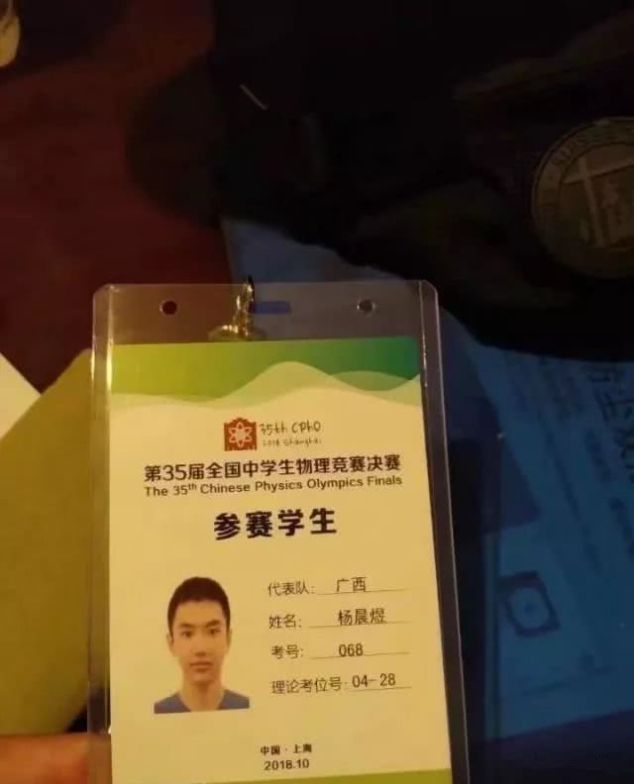 35th CPhO
2018 Shanghai
第35届全国中学生物理竞赛决赛
The 35th Chinese Physics Olympics Finals
参赛学生
代表队: 广西
姓名: 杨晨煜
考号: 068
理论考位号: 04-28
中国·上海
2018.10